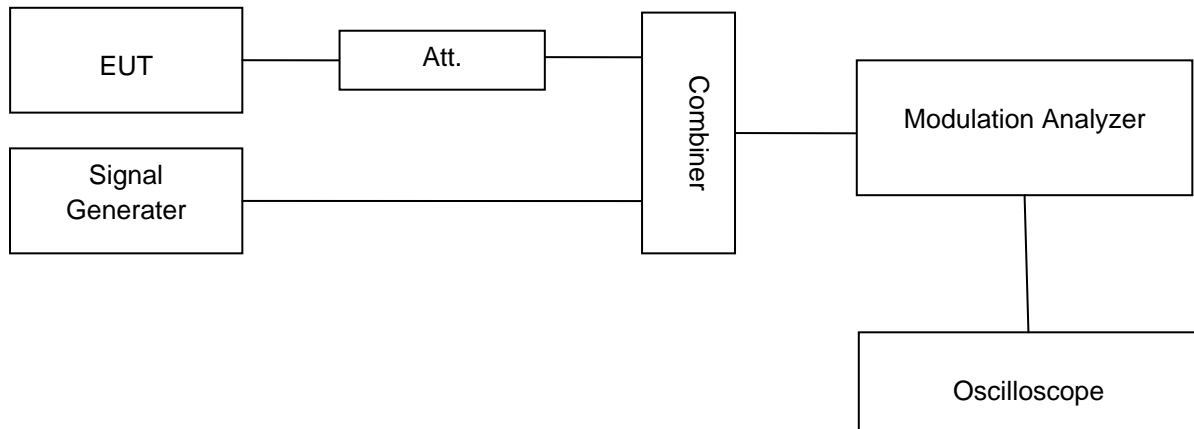 EUT
Att.
Combiner
Modulation Analyzer
Signal
Generater
Oscilloscope